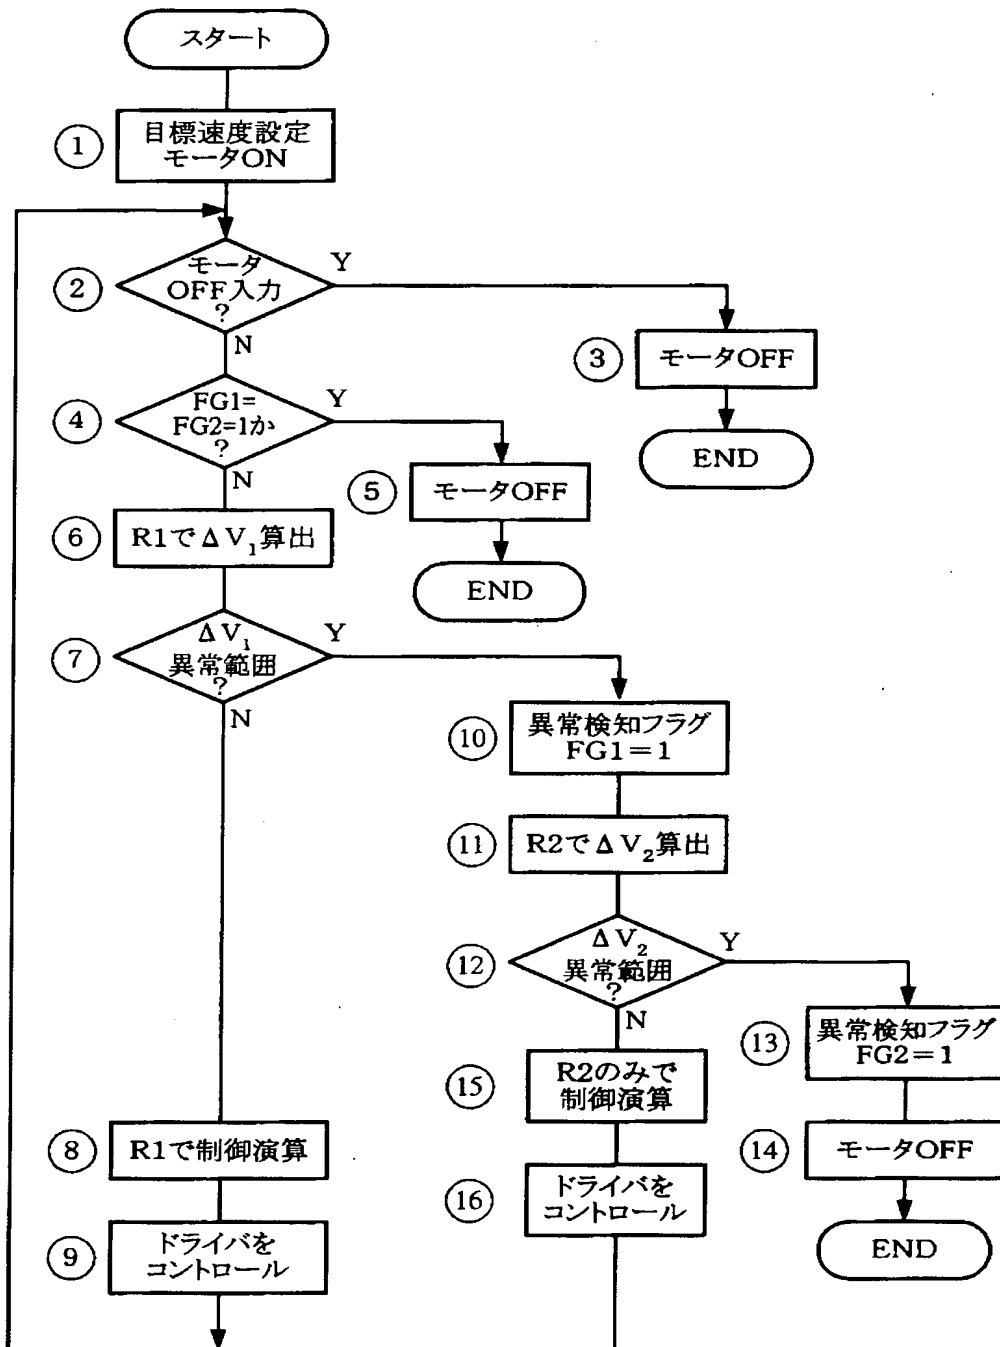 スタート
①
目標速度設定
モータON
②
モータ
OFF入力
?
Y
N
③
モータOFF
END
④
FG1=
FG2=1か
?
Y
N
⑤
モータOFF
END
⑥
R1でΔV₁算出
⑦
ΔV₁
異常範囲
?
Y
N
⑩
異常検知フラグ
FG1=1
⑪
R2でΔV₂算出
⑫
ΔV₂
異常範囲
?
Y
N
⑬
異常検知フラグ
FG2=1
⑭
モータOFF
END
⑮
R2のみで
制御演算
⑯
ドライバを
コントロール
⑧
R1で制御演算
⑨
ドライバを
コントロール